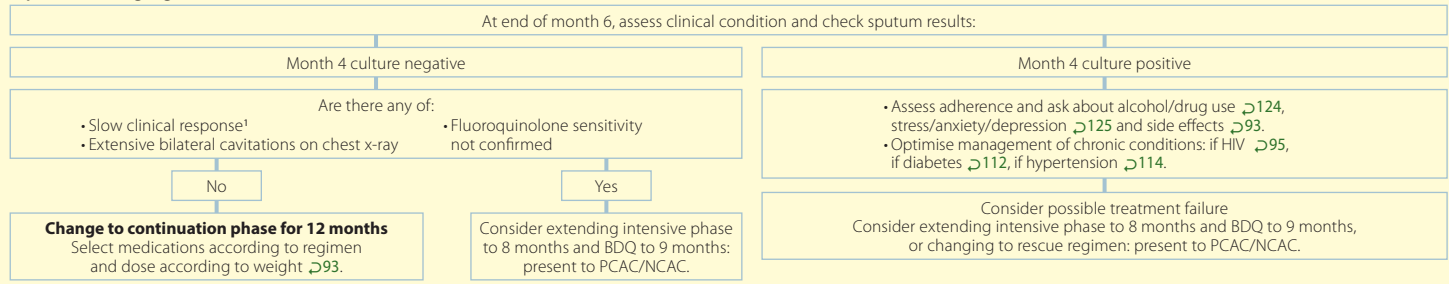 At end of month 6, assess clinical condition and check sputum results:
Month 4 culture negative
Are there any of:
• Slow clinical response¹
• Extensive bilateral cavitations on chest x-ray
• Fluoroquinolone sensitivity
not confirmed
No
Change to continuation phase for 12 months
Select medications according to regimen
and dose according to weight ⮌93.
Yes
Consider extending intensive phase
to 8 months and BDQ to 9 months:
present to PCAC/NCAC.
Month 4 culture positive
• Assess adherence and ask about alcohol/drug use ⮌124,
stress/anxiety/depression ⮌125 and side effects ⮌93.
• Optimise management of chronic conditions: if HIV ⮌95,
if diabetes ⮌112, if hypertension ⮌114.
Consider possible treatment failure
Consider extending intensive phase to 8 months and BDQ to 9 months,
or changing to rescue regimen: present to PCAC/NCAC.